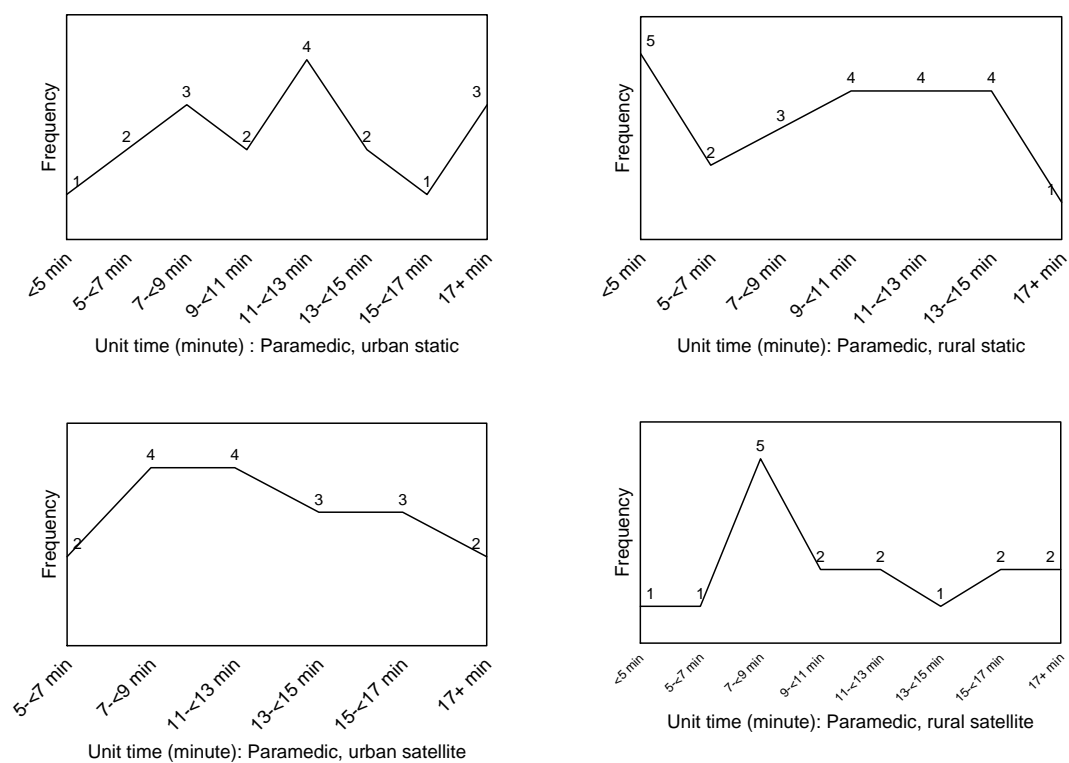 4
3
3
2
2
2
1
1
Frequency
<5 min
5-<7 min
7-<9 min
9-<11 min
11-<13 min
13-<15 min
15-<17 min
17+ min
Unit time (minute) : Paramedic, urban static
5
4
4
4
3
2
1
Frequency
<5 min
5-<7 min
7-<9 min
9-<11 min
11-<13 min
13-<15 min
17+ min
Unit time (minute): Paramedic, rural static
4
4
3
3
2
2
Frequency
5-<7 min
7-<9 min
11-<13 min
13-<15 min
15-<17 min
17+ min
Unit time (minute): Paramedic, urban satellite
5
2
2
2
2
1
1
1
Frequency
<5 min
5-<7 min
7-<9 min
9-<11 min
11-<13 min
13-<15 min
15-<17 min
17+ min
Unit time (minute): Paramedic, rural satellite